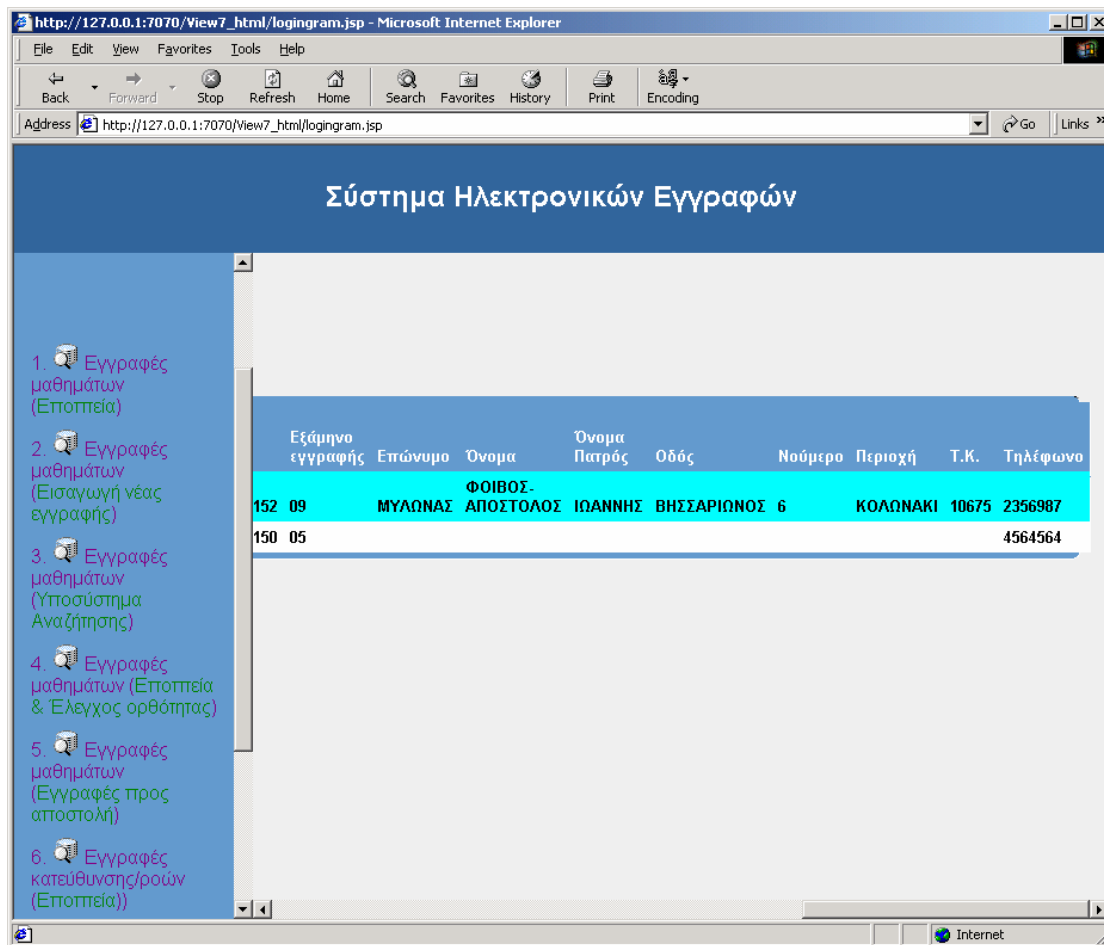 http://127.0.0.1:7070/View7_html/logingram.jsp - Microsoft Internet Explorer
File Edit View Favorites Tools Help
Back Forward Stop Refresh Home Search Favorites History Print Encoding
Address http://127.0.0.1:7070/View7_html/logingram.jsp Go Links »
Σύστημα Ηλεκτρονικών Εγγραφών
1. Εγγραφές
μαθημάτων
(Εποπτεία)
2. Εγγραφές
μαθημάτων
(Εισαγωγή νέας
εγγραφής)
3. Εγγραφές
μαθημάτων
(Υποσύστημα
Αναζήτησης)
4. Εγγραφές
μαθημάτων (Εποπτεία
& Έλεγχος ορθότητας)
5. Εγγραφές
μαθημάτων
(Εγγραφές προς
αποστολή)
6. Εγγραφές
κατεύθυνσης/ροών
(Εποπτεία))
Εξάμηνο Όνομα
εγγραφής Επώνυμο Όνομα Πατρός Οδός Νούμερο Περιοχή Τ.Κ. Τηλέφωνο
ΦΟΙΒΟΣ-
152 09 ΜΥΛΩΝΑΣ ΑΠΟΣΤΟΛΟΣ ΙΩΑΝΝΗΣ ΒΗΣΣΑΡΙΩΝΟΣ 6 ΚΟΛΩΝΑΚΙ 10675 2356987
150 05 4564564
Internet